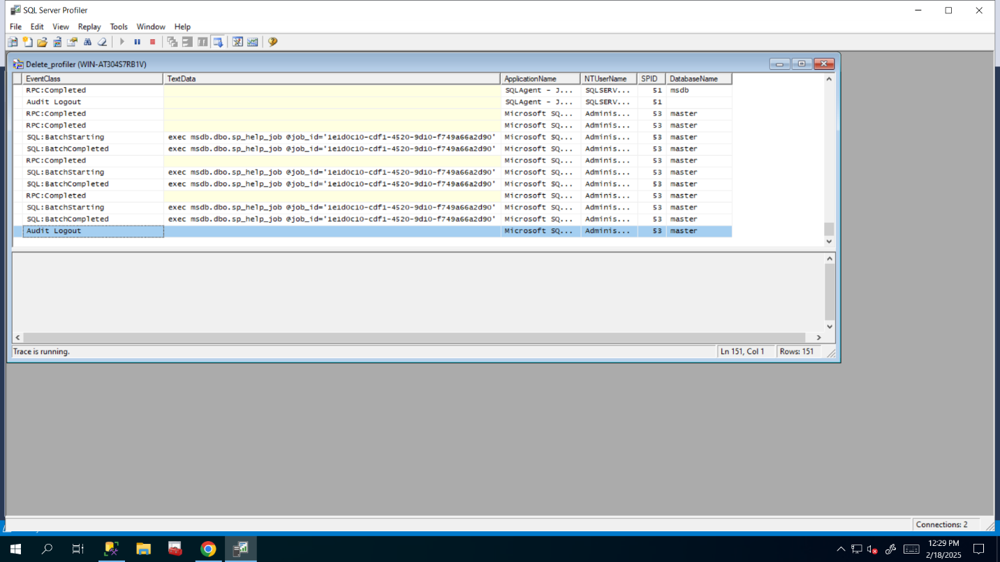 SQL Server Profiler
File Edit View Replay Tools Window Help
Delete_profiler (WIN-AT304S7RB1V)
EventClass TextData ApplicationName NTUserName SPID DatabaseName
RPC:Completed SQLAgent - J... SQLSERV... 51 msdb
Audit Logout SQLAgent - J... SQLSERV... 51
RPC:Completed Microsoft SQ... Adminis... 53 master
RPC:Completed Microsoft SQ... Adminis... 53 master
SQL:BatchStarting exec msdb.dbo.sp_help_job @job_id='1e1d0c10-cdf1-4520-9d10-f749a66a2d90' Microsoft SQ... Adminis... 53 master
SQL:BatchCompleted exec msdb.dbo.sp_help_job @job_id='1e1d0c10-cdf1-4520-9d10-f749a66a2d90' Microsoft SQ... Adminis... 53 master
RPC:Completed Microsoft SQ... Adminis... 53 master
SQL:BatchStarting exec msdb.dbo.sp_help_job @job_id='1e1d0c10-cdf1-4520-9d10-f749a66a2d90' Microsoft SQ... Adminis... 53 master
SQL:BatchCompleted exec msdb.dbo.sp_help_job @job_id='1e1d0c10-cdf1-4520-9d10-f749a66a2d90' Microsoft SQ... Adminis... 53 master
RPC:Completed Microsoft SQ... Adminis... 53 master
SQL:BatchStarting exec msdb.dbo.sp_help_job @job_id='1e1d0c10-cdf1-4520-9d10-f749a66a2d90' Microsoft SQ... Adminis... 53 master
SQL:BatchCompleted exec msdb.dbo.sp_help_job @job_id='1e1d0c10-cdf1-4520-9d10-f749a66a2d90' Microsoft SQ... Adminis... 53 master
Audit Logout Microsoft SQ... Adminis... 53 master
Trace is running. Ln 151, Col 1 Rows: 151
Connections: 2
12:29 PM
2/18/2025